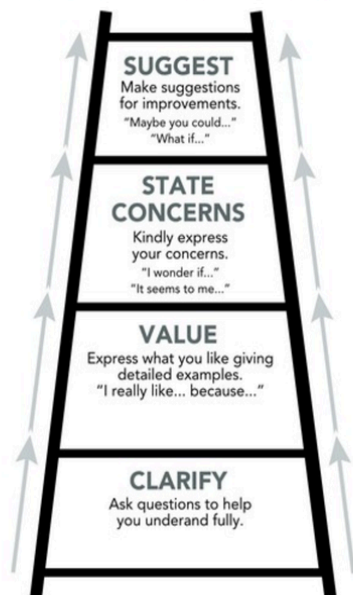 SUGGEST
Make suggestions
for improvements.
"Maybe you could..."
"What if..."
STATE
CONCERNS
Kindly express
your concerns.
"I wonder if..."
"It seems to me..."
VALUE
Express what you like giving
detailed examples.
"I really like... because..."
CLARIFY
Ask questions to help
you underand fully.